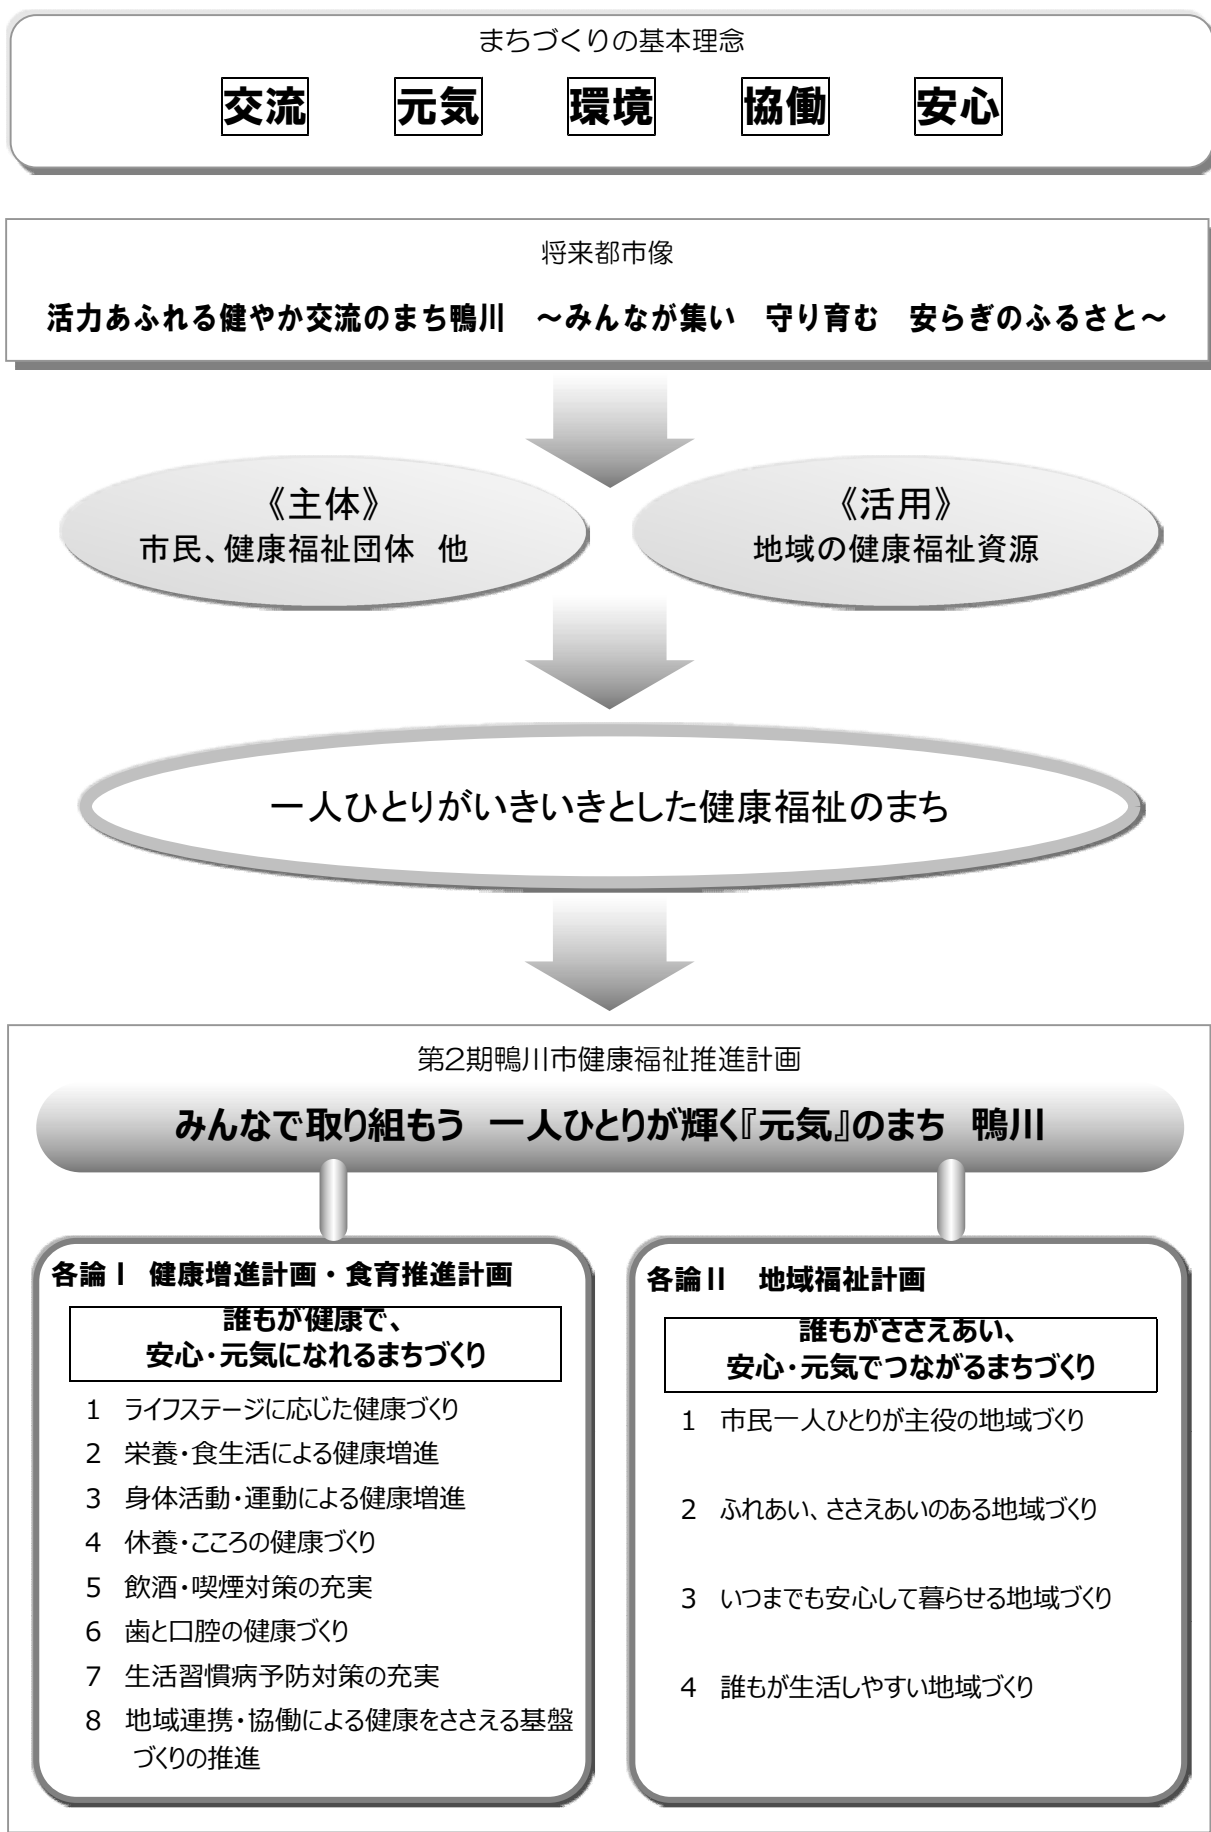 まちづくりの基本理念
交流 元気 環境 協働 安心
将来都市像
活力あふれる健やか交流のまち鴨川　～みんなが集い　守り育む　安らぎのふるさと～
《主体》
市民、健康福祉団体　他
《活用》
地域の健康福祉資源
一人ひとりがいきいきとした健康福祉のまち
第2期鴨川市健康福祉推進計画
みんなで取り組もう　一人ひとりが輝く『元気』のまち　鴨川
各論Ⅰ　健康増進計画・食育推進計画
誰もが健康で、
安心・元気になれるまちづくり
1　ライフステージに応じた健康づくり
2　栄養・食生活による健康増進
3　身体活動・運動による健康増進
4　休養・こころの健康づくり
5　飲酒・喫煙対策の充実
6　歯と口腔の健康づくり
7　生活習慣病予防対策の充実
8　地域連携・協働による健康をささえる基盤
づくりの推進
各論Ⅱ　地域福祉計画
誰もがささえあい、
安心・元気でつながるまちづくり
1　市民一人ひとりが主役の地域づくり
2　ふれあい、ささえあいのある地域づくり
3　いつまでも安心して暮らせる地域づくり
4　誰もが生活しやすい地域づくり